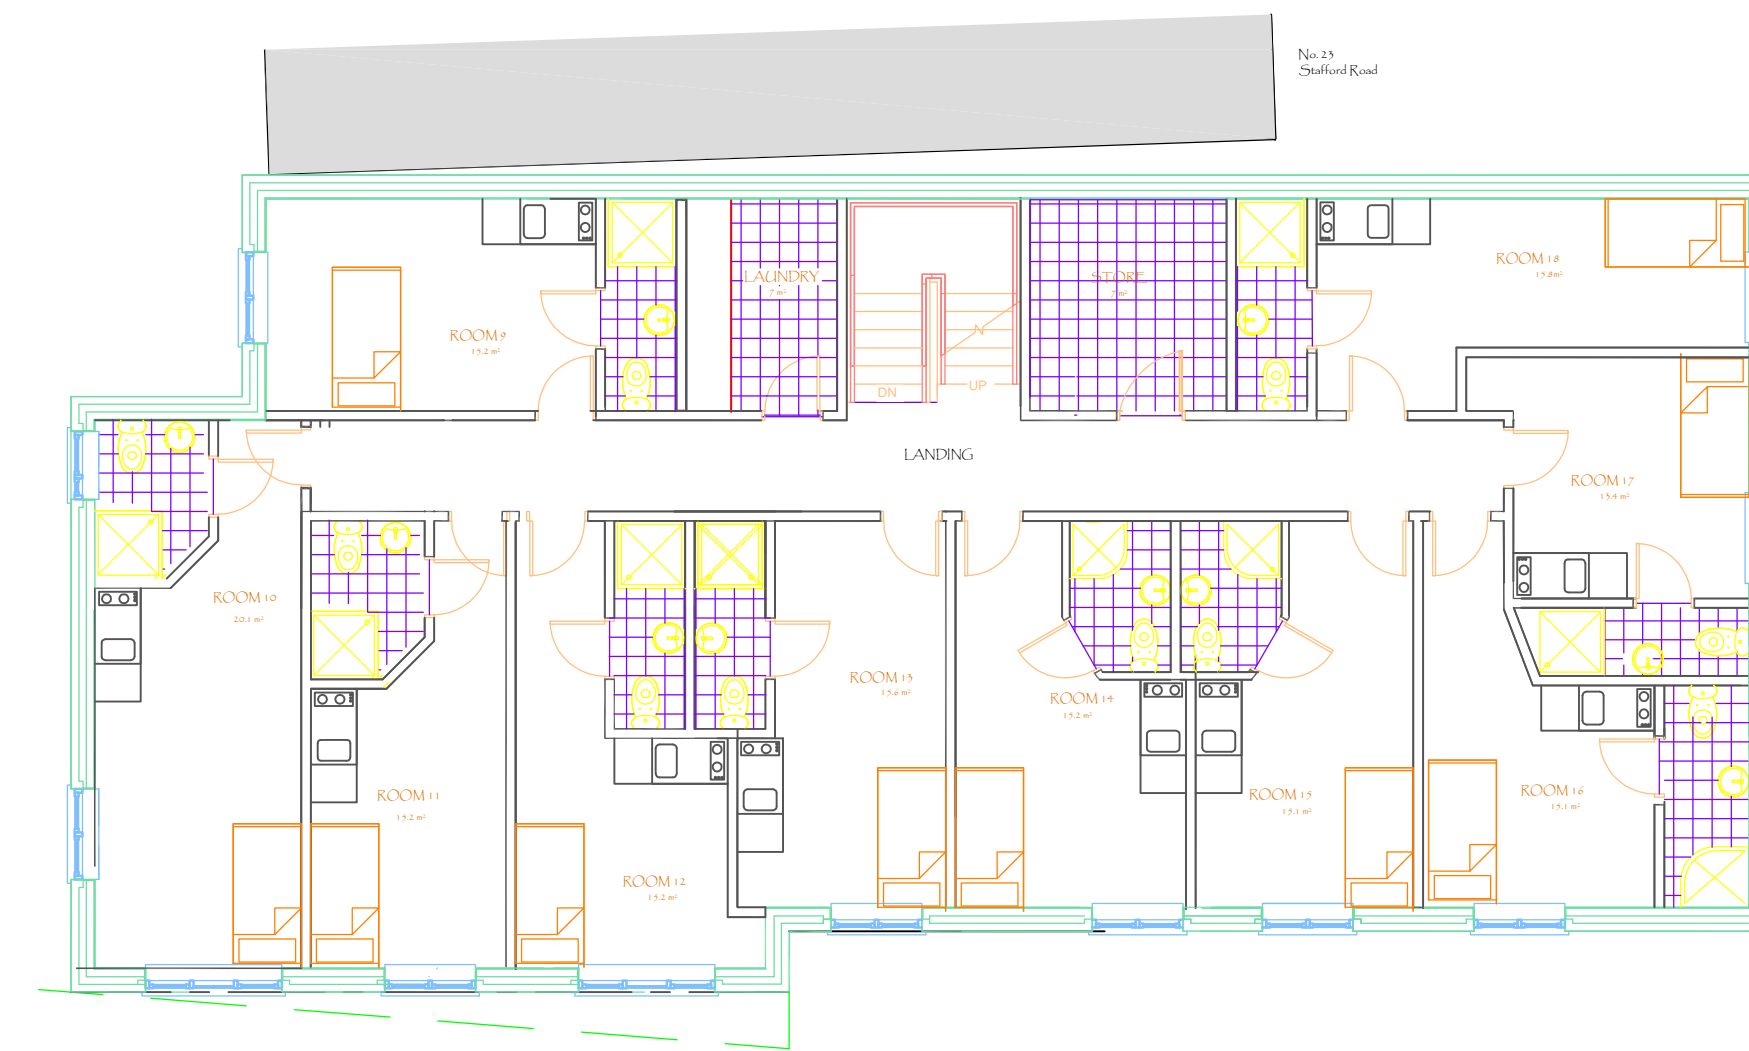 No. 23
Stafford Road
ROOM 9
15.2 m²
LAUNDRY
7 m²
DN
UP
N
STORE
7 m²
ROOM 18
15.8m²
LANDING
ROOM 17
13.4 m²
ROOM 10
20.1 m²
ROOM 11
15.2 m²
ROOM 12
15.2 m²
ROOM 13
15.6 m²
ROOM 14
15.2 m²
ROOM 15
15.1 m²
ROOM 16
15.1 m²